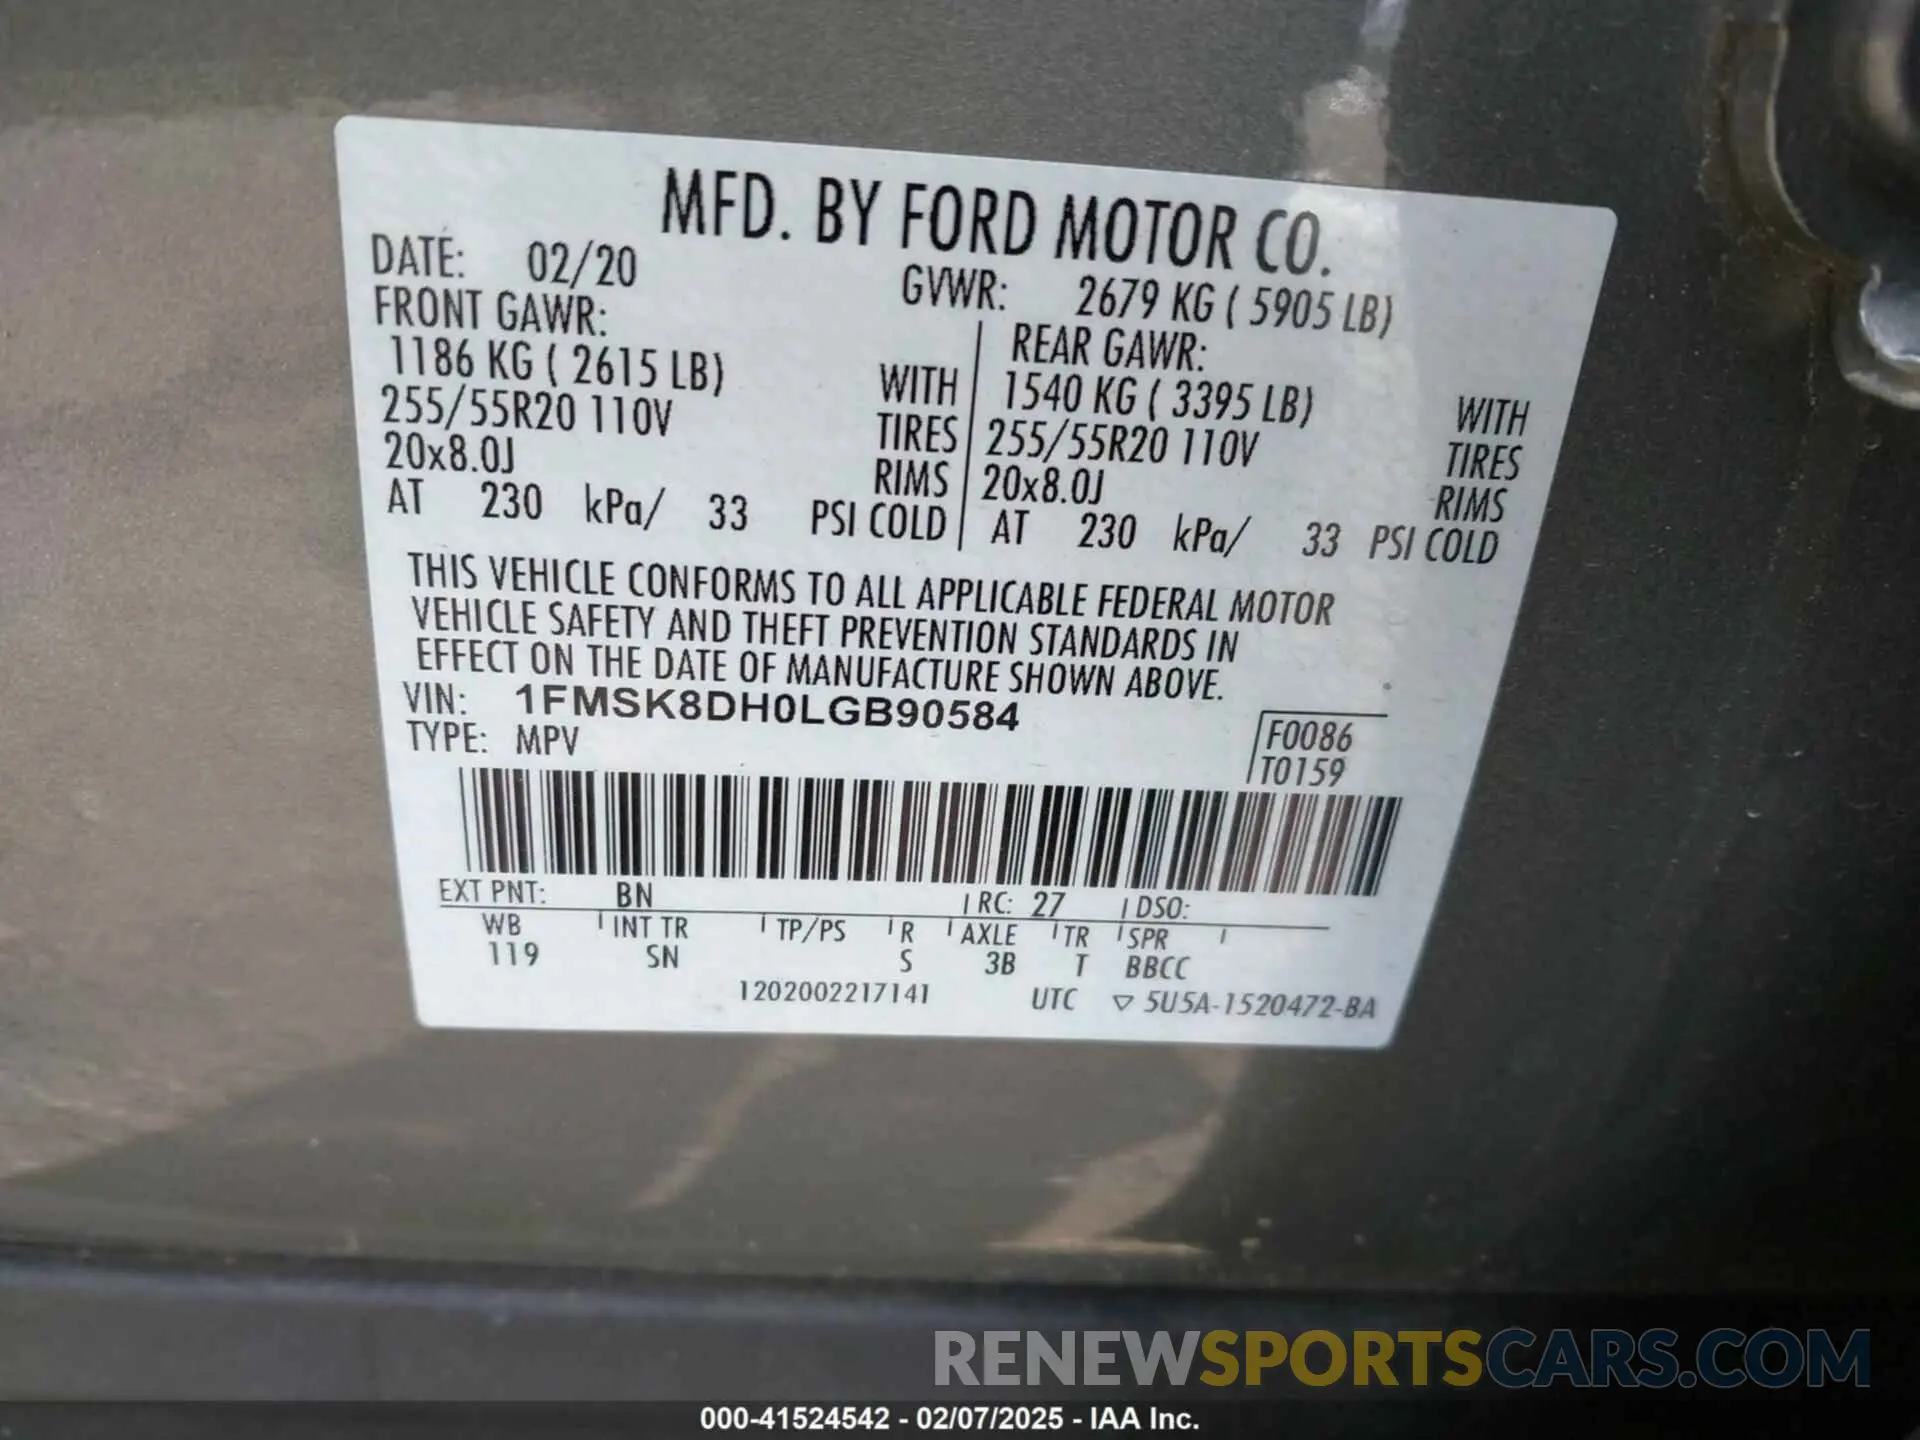 MFD. BY FORD MOTOR CO.
DATE: 02/20 GVWR: 2679 KG ( 5905 LB)
FRONT GAWR: REAR GAWR:
1186 KG ( 2615 LB) WITH 1540 KG ( 3395 LB) WITH
255/55R20 110V TIRES 255/55R20 110V TIRES
20x8.0J RIMS 20x8.0J RIMS
AT 230 kPa/ 33 PSI COLD AT 230 kPa/ 33 PSI COLD
THIS VEHICLE CONFORMS TO ALL APPLICABLE FEDERAL MOTOR
VEHICLE SAFETY AND THEFT PREVENTION STANDARDS IN
EFFECT ON THE DATE OF MANUFACTURE SHOWN ABOVE.
VIN: 1FMSK8DH0LGB90584
TYPE: MPV
F0086
T0159
EXT PNT: BN RC: 27 DSO:
WB INT TR TP/PS R AXLE TR SPR
119 SN S 3B T BBCC
1202002217141 UTC ▽ 5U5A-1520472-BA
RENEWSPORTSCARS.COM
000-41524542 - 02/07/2025 - IAA Inc.